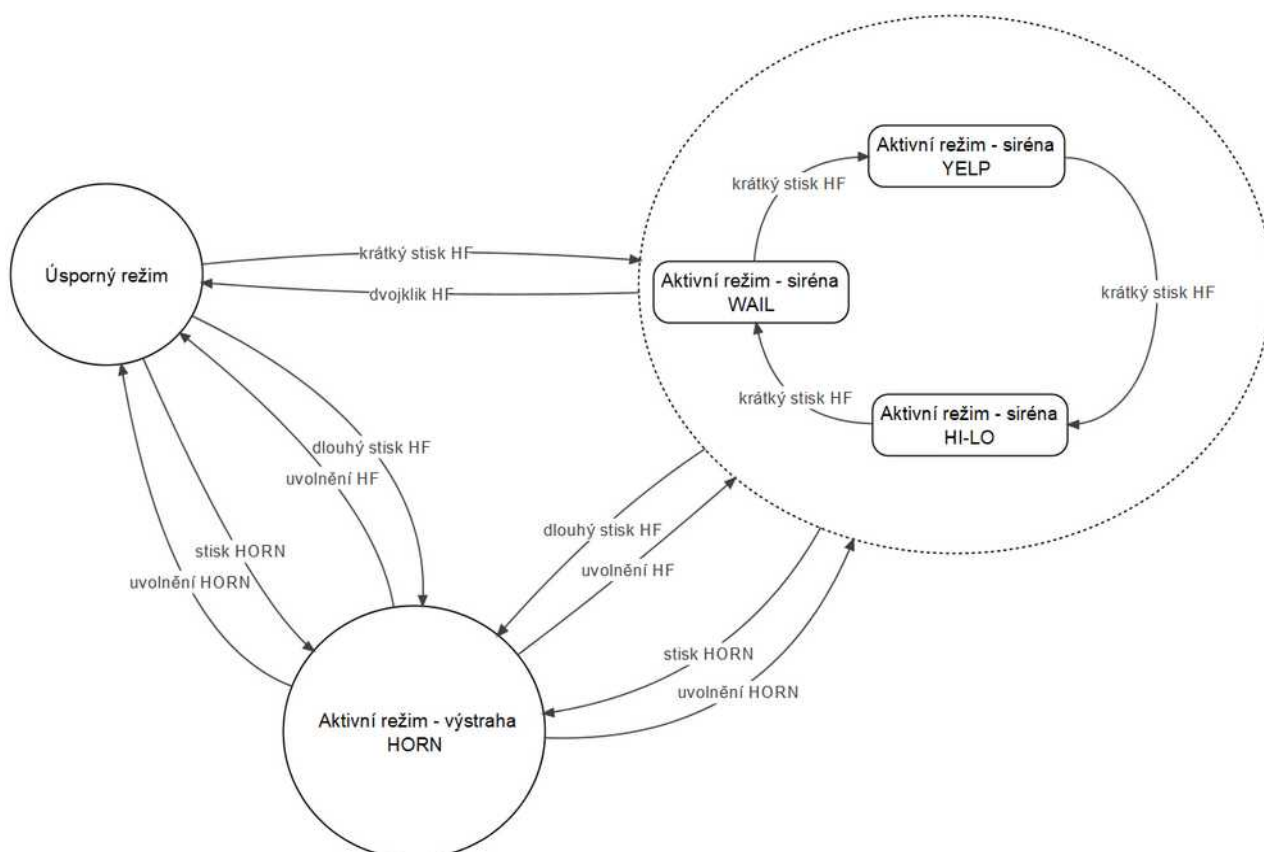 Aktivní režim - siréna
YELP
krátký stisk HF
krátký stisk HF
Úsporný režim
dvojklik HF
Aktivní režim - siréna
WAIL
krátký stisk HF
krátký stisk HF
Aktivní režim - siréna
HI-LO
dlouhý stisk HF
uvolnění HF
stisk HORN
uvolnění HORN
dlouhý stisk HF
uvolnění HF
stisk HORN
uvolnění HORN
Aktivní režim - výstraha
HORN